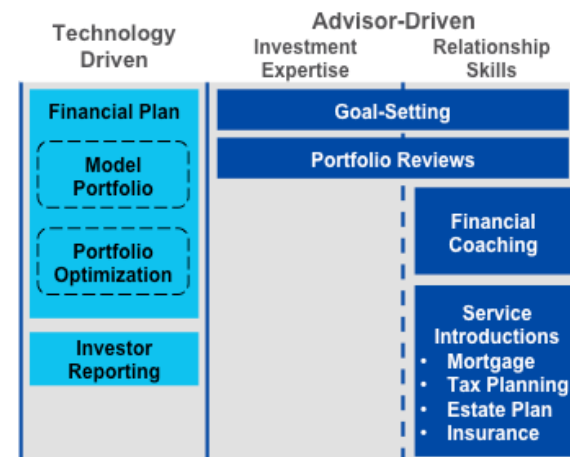 Technology
Driven
Advisor-Driven
Investment
Expertise
Relationship
Skills
Financial Plan
Model
Portfolio
Portfolio
Optimization
Investor
Reporting
Goal-Setting
Portfolio Reviews
Financial
Coaching
Service
Introductions
• Mortgage
• Tax Planning
• Estate Plan
• Insurance